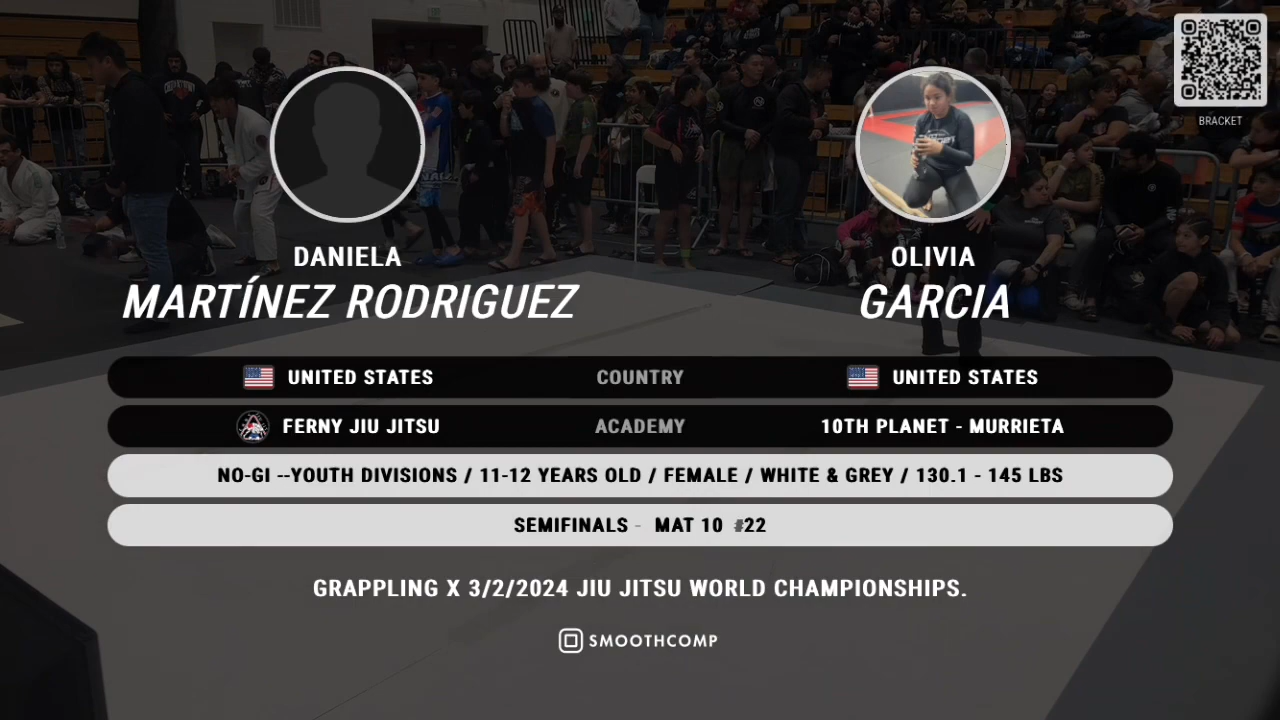 BRACKET
DANIELA
MARTÍNEZ RODRIGUEZ
OLIVIA
GARCIA
UNITED STATES COUNTRY UNITED STATES
FERNY JIU JITSU ACADEMY 10TH PLANET - MURRIETA
NO-GI --YOUTH DIVISIONS / 11-12 YEARS OLD / FEMALE / WHITE & GREY / 130.1 - 145 LBS
SEMIFINALS - MAT 10 #22
GRAPPLING X 3/2/2024 JIU JITSU WORLD CHAMPIONSHIPS.
SMOOTHCOMP